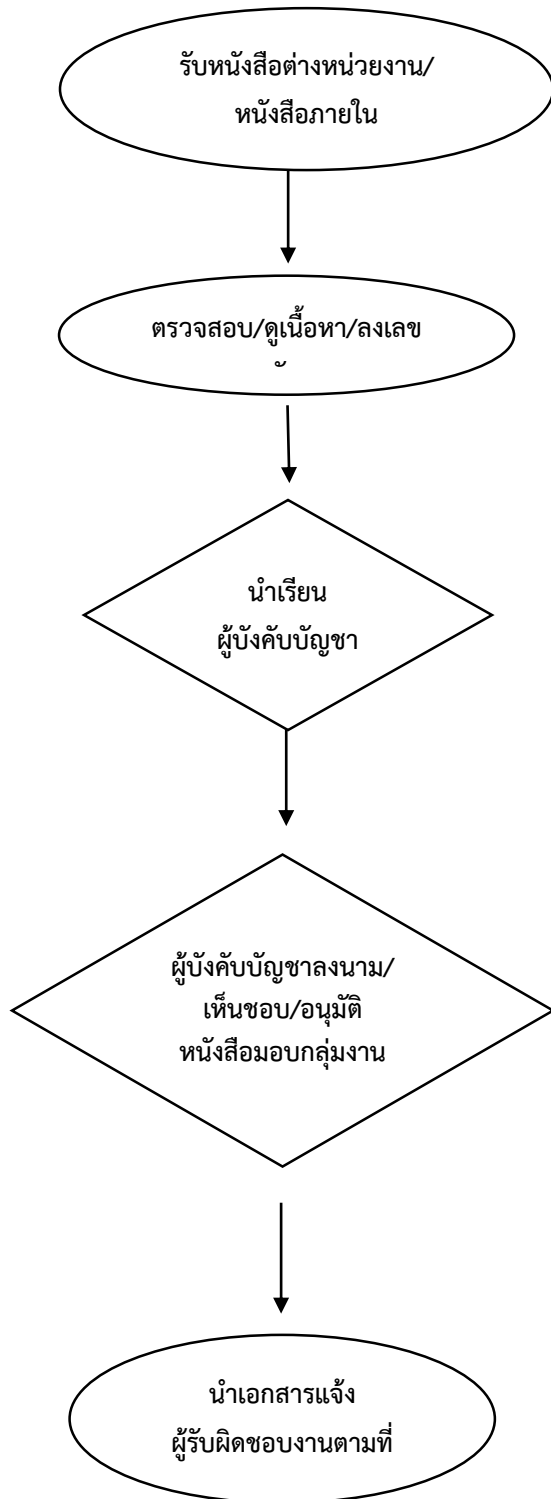 รับหนังสือต่างหน่วยงาน/
หนังสือภายใน
ตรวจสอบ/ดูเนื้อหา/ลงเลข
นำเรียน
ผู้บังคับบัญชา
ผู้บังคับบัญชาลงนาม/
เห็นชอบ/อนุมัติ
หนังสือมอบกลุ่มงาน
นำเอกสารแจ้ง
ผู้รับผิดชอบงานตามที่